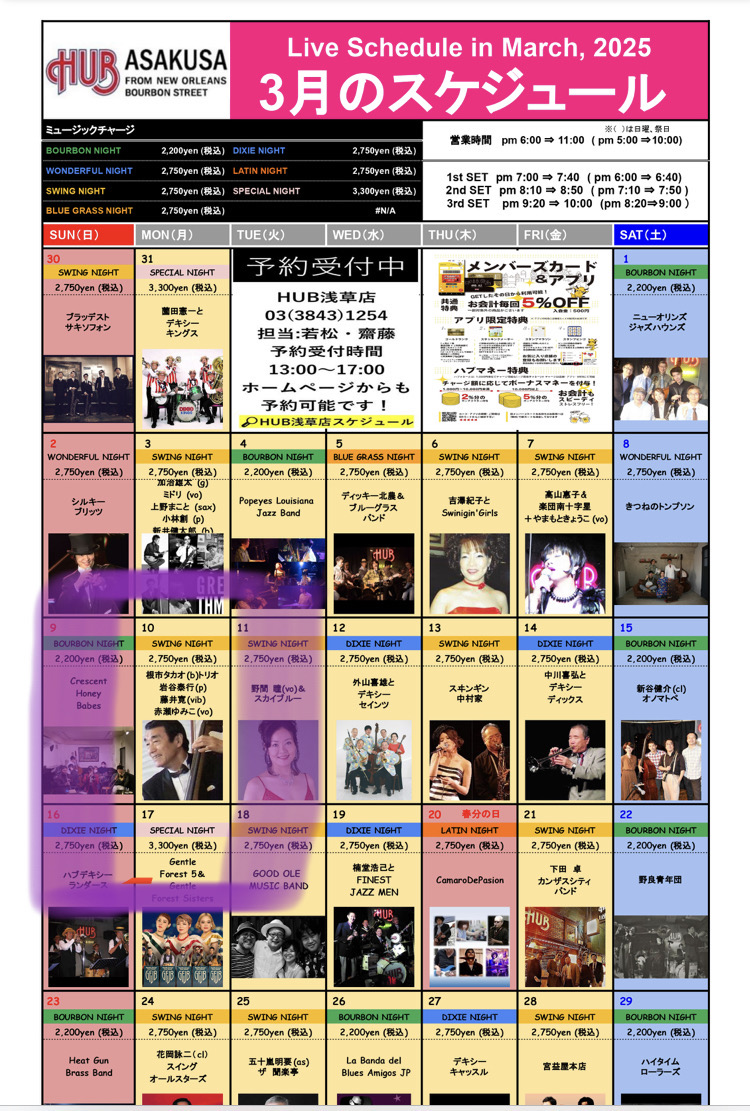 HUB ASAKUSA
FROM NEW ORLEANS
BOURBON STREET
Live Schedule in March, 2025
3月のスケジュール
ミュージックチャージ
BOURBON NIGHT 2,200yen (税込) DIXIE NIGHT 2,750yen (税込)
WONDERFUL NIGHT 2,750yen (税込) LATIN NIGHT 2,750yen (税込)
SWING NIGHT 2,750yen (税込) SPECIAL NIGHT 3,300yen (税込)
BLUE GRASS NIGHT 2,750yen (税込) #N/A
※( )は日曜、祭日
営業時間 pm 6:00 ⇒ 11:00 ( pm 5:00 ⇒10:00)
1st SET pm 7:00 ⇒ 7:40 ( pm 6:00 ⇒ 6:40)
2nd SET pm 8:10 ⇒ 8:50 ( pm 7:10 ⇒ 7:50 )
3rd SET pm 9:20 ⇒ 10:00 (pm 8:20⇒9:00 )
SUN(日) MON(月) TUE(火) WED(水) THU(木) FRI(金) SAT(土)
30
SWING NIGHT
2,750yen (税込)
ブラッデスト
サキソフォン
31
SPECIAL NIGHT
3,300yen (税込)
薗田憲一と
デキシー
キングス
予約受付中
HUB浅草店
03(3843)1254
担当:若松・齋藤
予約受付時間
13:00～17:00
ホームページからも
予約可能です！
HUB浅草店スケジュール
メンバーズカード
&アプリ
GETしたその日から利用可能！
共通
特典
お会計毎回5%OFF
入会金:500円
アプリ限定特典
ハブマネー特典
チャージ額に応じてボーナスマネーを付与！
2%分の
5%分の
お会計も
スピーディ
1
BOURBON NIGHT
2,200yen (税込)
ニューオリンズ
ジャズハウンズ
2
WONDERFUL NIGHT
2,750yen (税込)
シルキー
ブリッツ
3
SWING NIGHT
2,750yen (税込)
加治雄太 (g)
ミドリ (vo)
上野まこと (sax)
小林創 (p)
新井健太郎 (b)
4
BOURBON NIGHT
2,200yen (税込)
Popeyes Louisiana
Jazz Band
5
BLUE GRASS NIGHT
2,750yen (税込)
ディッキー北農&
ブルーグラス
バンド
HUB
6
SWING NIGHT
2,750yen (税込)
吉澤紀子と
Swinigin'Girls
7
SWING NIGHT
2,750yen (税込)
高山恵子&
楽団南十字星
+やまもときょうこ (vo)
8
WONDERFUL NIGHT
2,750yen (税込)
きつねのトンプソン
9
BOURBON NIGHT
2,200yen (税込)
Crescent
Honey
Babes
10
SWING NIGHT
2,750yen (税込)
根市タカオ(b)トリオ
岩谷泰行(p)
藤井寛(vib)
赤瀬ゆみこ(vo)
11
SWING NIGHT
2,750yen (税込)
野間 瞳(vo)&
スカイブルー
12
DIXIE NIGHT
2,750yen (税込)
外山喜雄と
デキシー
セインツ
13
SWING NIGHT
2,750yen (税込)
スヰンギン
中村家
14
DIXIE NIGHT
2,750yen (税込)
中川喜弘と
デキシー
ディックス
15
BOURBON NIGHT
2,200yen (税込)
新谷健介(cl)
オノマトペ
16
DIXIE NIGHT
2,750yen (税込)
ハブデキシー
ランダース
17
SPECIAL NIGHT
3,300yen (税込)
Gentle
Forest 5&
Gentle
Forest Sisters
18
SWING NIGHT
2,750yen (税込)
GOOD OLE
MUSIC BAND
19
DIXIE NIGHT
2,750yen (税込)
楠堂浩己と
FINEST
JAZZ MEN
20 春分の日
LATIN NIGHT
2,750yen (税込)
CamaroDePasion
21
SWING NIGHT
2,750yen (税込)
下田 卓
カンザスシティ
バンド
22
BOURBON NIGHT
2,200yen (税込)
野良青年団
23
BOURBON NIGHT
2,200yen (税込)
Heat Gun
Brass Band
24
SWING NIGHT
2,750yen (税込)
花岡詠二(cl)
スイング
オールスターズ
25
SWING NIGHT
2,750yen (税込)
五十嵐明要(as)
ザ 聞楽亭
26
BOURBON NIGHT
2,200yen (税込)
La Banda del
Blues Amigos JP
27
DIXIE NIGHT
2,750yen (税込)
デキシー
キャッスル
28
SWING NIGHT
2,750yen (税込)
宮益屋本店
29
BOURBON NIGHT
2,200yen (税込)
ハイタイム
ローラーズ